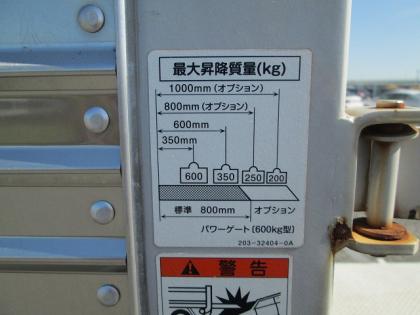 最大昇降質量(kg)
1000mm(オプション)
800mm(オプション)
600mm
350mm
600 350 250 200
標準 800mm オプション
パワーゲート〔600kg型〕
203-32404-0A
警告